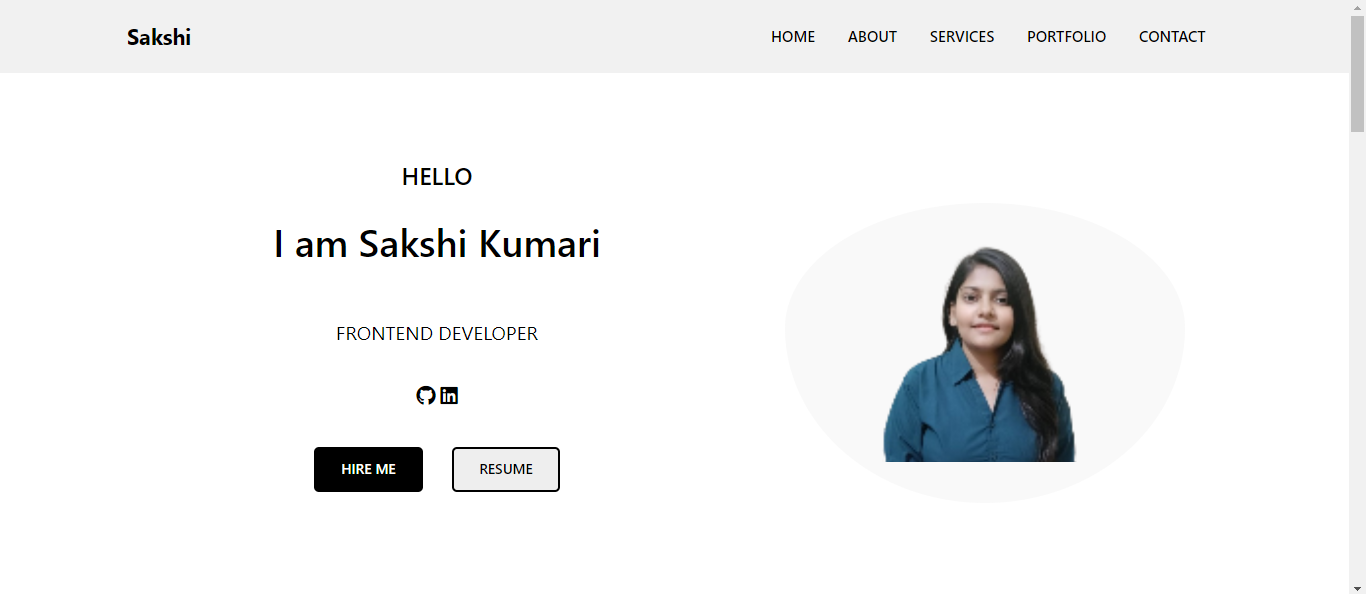 Sakshi
HOME ABOUT SERVICES PORTFOLIO CONTACT
HELLO
I am Sakshi Kumari
FRONTEND DEVELOPER
HIRE ME RESUME